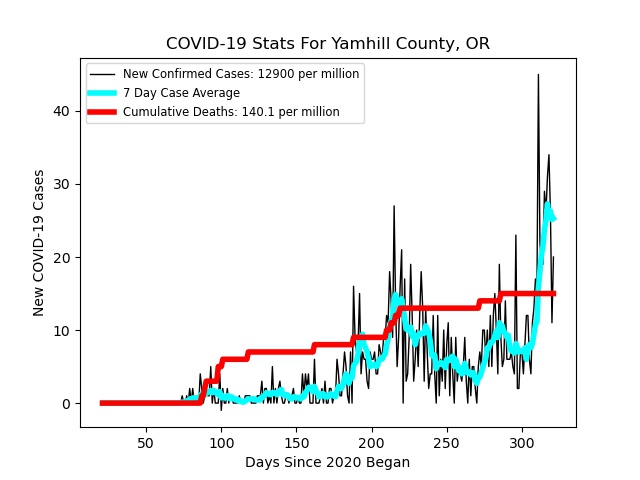 COVID-19 Stats For Yamhill County, OR
New Confirmed Cases: 12900 per million
7 Day Case Average
Cumulative Deaths: 140.1 per million
New COVID-19 Cases
40
30
20
10
0
50 100 150 200 250 300
Days Since 2020 Began